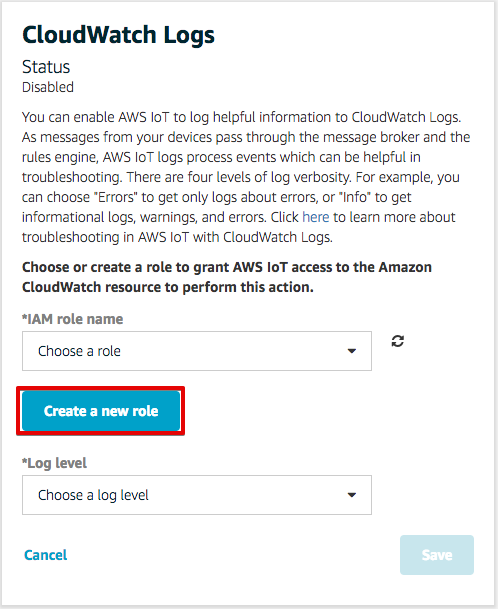 CloudWatch Logs
Status
Disabled
You can enable AWS IoT to log helpful information to CloudWatch Logs.
As messages from your devices pass through the message broker and the
rules engine, AWS IoT logs process events which can be helpful in
troubleshooting. There are four levels of log verbosity. For example, you
can choose "Errors" to get only logs about errors, or "Info" to get
informational logs, warnings, and errors. Click here to learn more about
troubleshooting in AWS IoT with CloudWatch Logs.
Choose or create a role to grant AWS IoT access to the Amazon
CloudWatch resource to perform this action.
*IAM role name
Choose a role
Create a new role
*Log level
Choose a log level
Cancel
Save